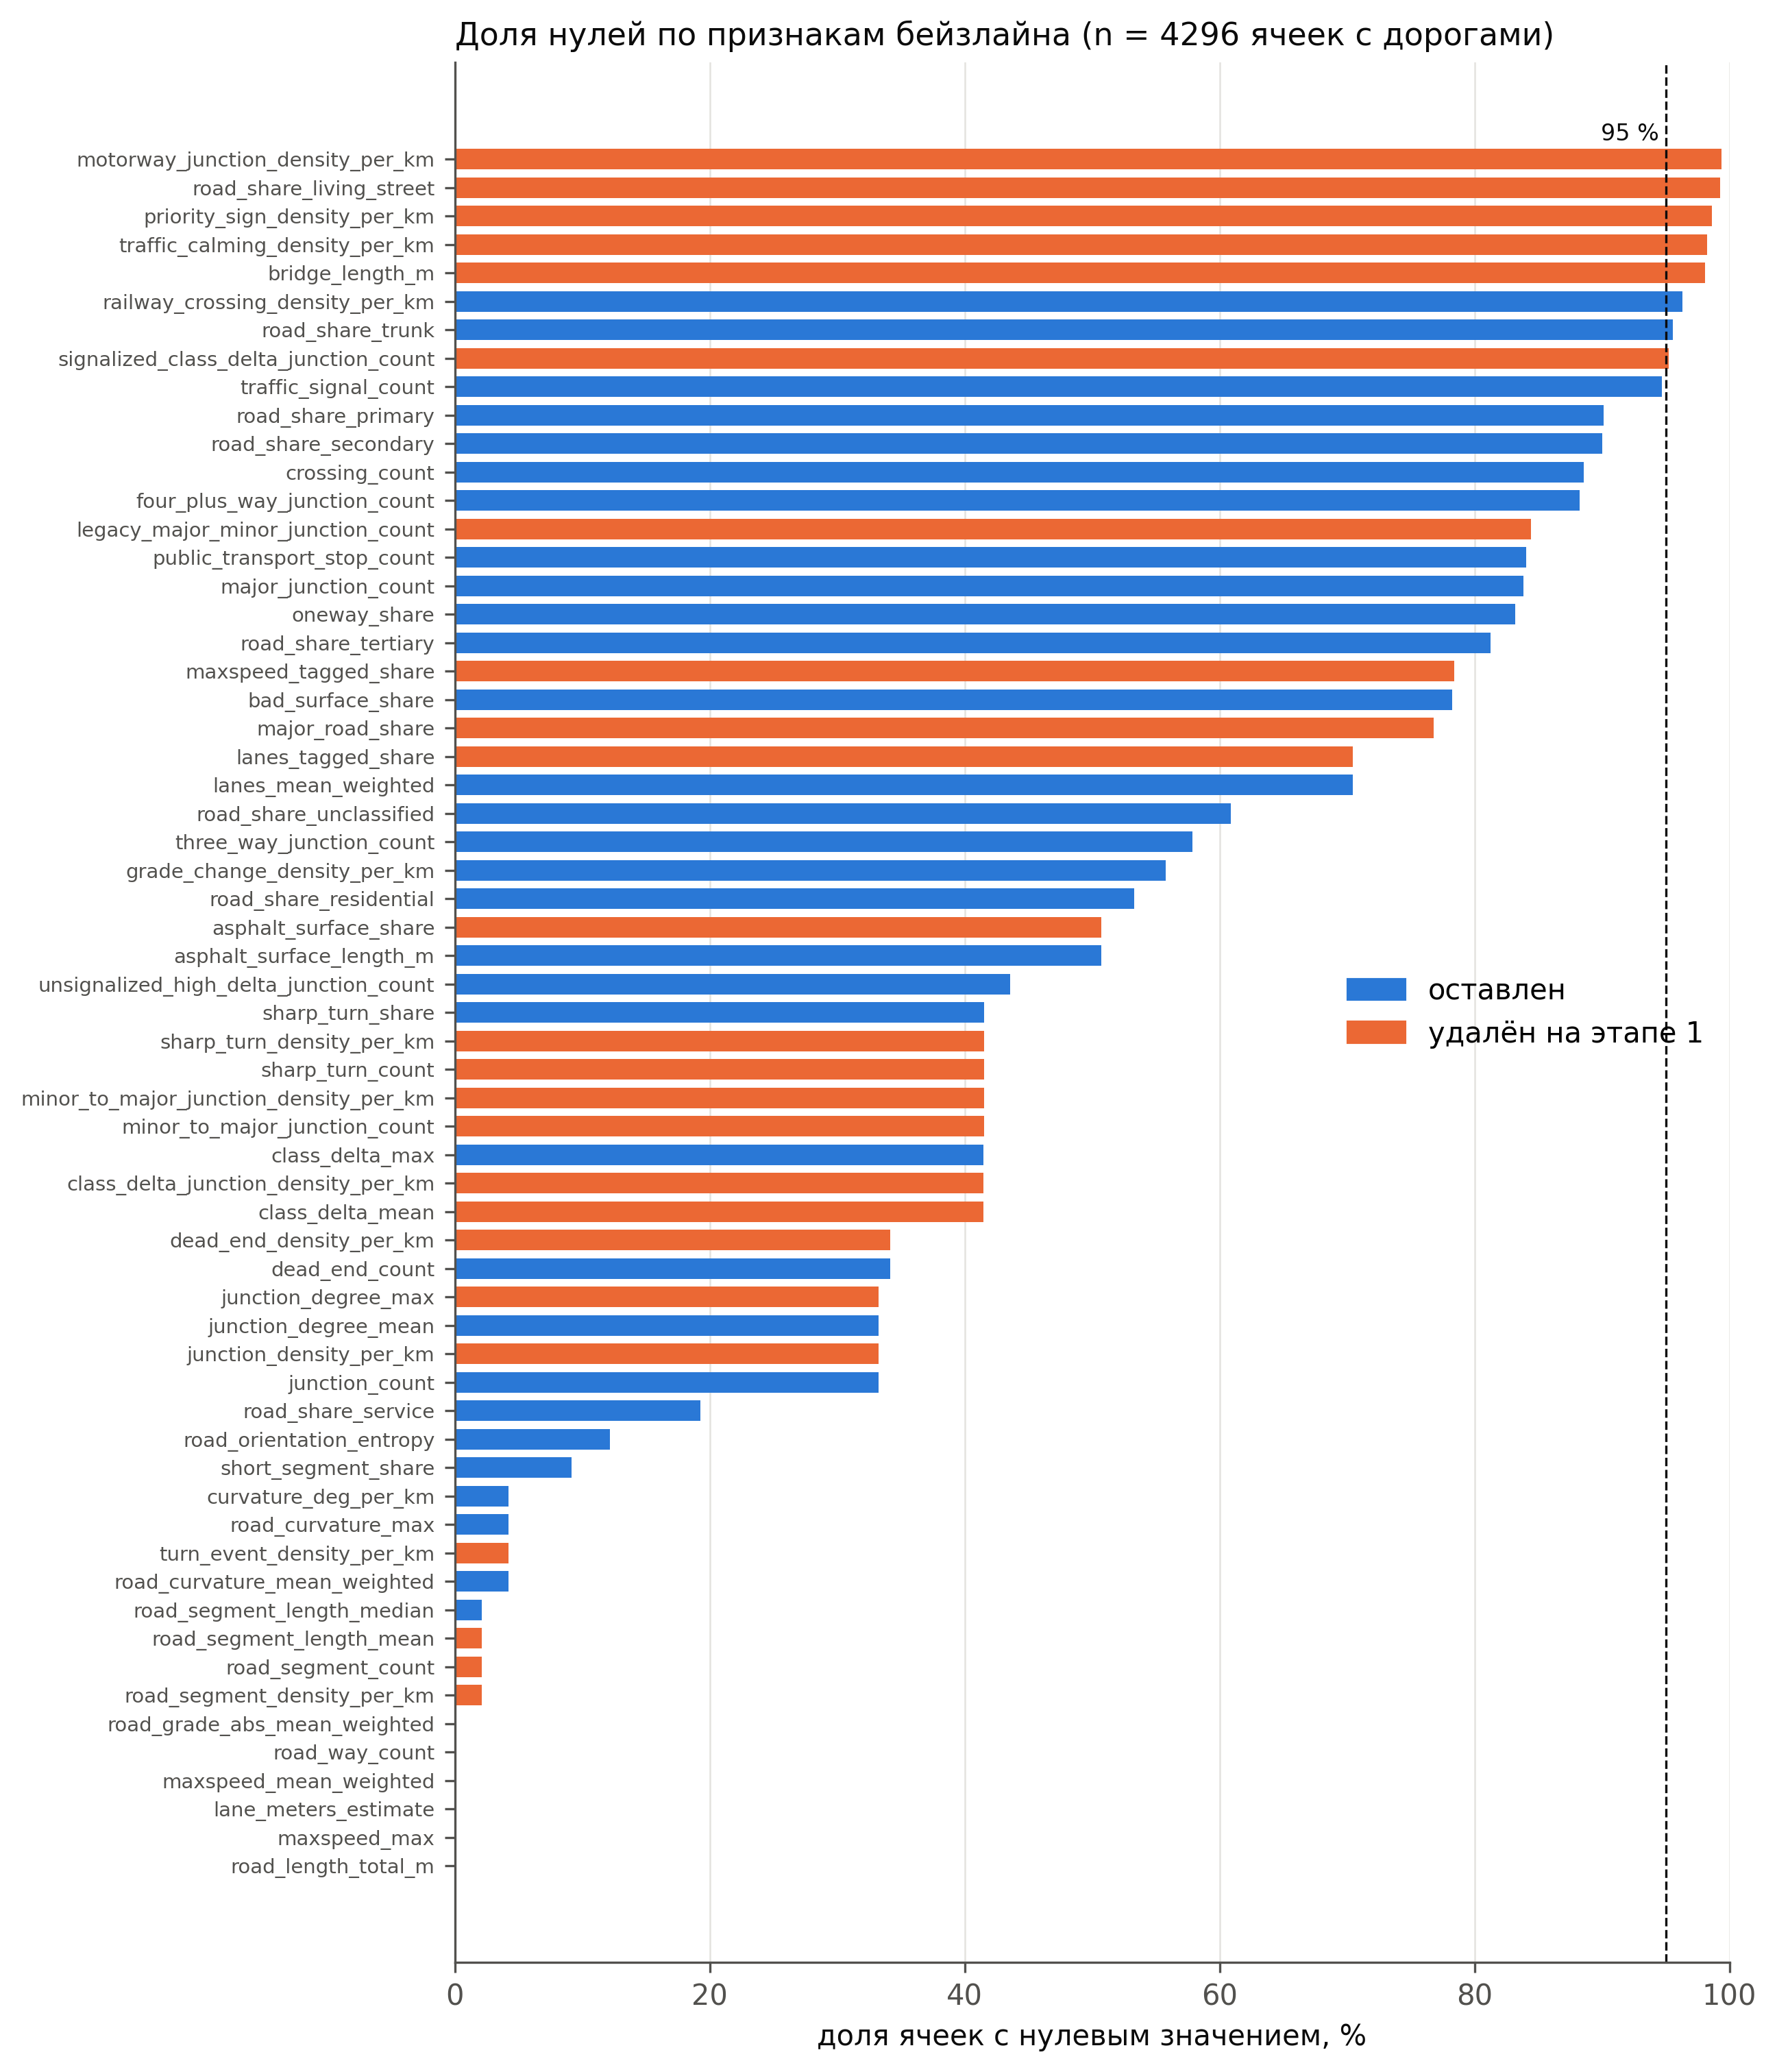 Доля нулей по признакам бейзлайна (n = 4296 ячеек с дорогами)
95 %
motorway_junction_density_per_km
road_share_living_street
priority_sign_density_per_km
traffic_calming_density_per_km
bridge_length_m
railway_crossing_density_per_km
road_share_trunk
signalized_class_delta_junction_count
traffic_signal_count
road_share_primary
road_share_secondary
crossing_count
four_plus_way_junction_count
legacy_major_minor_junction_count
public_transport_stop_count
major_junction_count
oneway_share
road_share_tertiary
maxspeed_tagged_share
bad_surface_share
major_road_share
lanes_tagged_share
lanes_mean_weighted
road_share_unclassified
three_way_junction_count
grade_change_density_per_km
road_share_residential
asphalt_surface_share
asphalt_surface_length_m
unsignalized_high_delta_junction_count
sharp_turn_share
sharp_turn_density_per_km
sharp_turn_count
minor_to_major_junction_density_per_km
minor_to_major_junction_count
class_delta_max
class_delta_junction_density_per_km
class_delta_mean
dead_end_density_per_km
dead_end_count
junction_degree_max
junction_degree_mean
junction_density_per_km
junction_count
road_share_service
road_orientation_entropy
short_segment_share
curvature_deg_per_km
road_curvature_max
turn_event_density_per_km
road_curvature_mean_weighted
road_segment_length_median
road_segment_length_mean
road_segment_count
road_segment_density_per_km
road_grade_abs_mean_weighted
road_way_count
maxspeed_mean_weighted
lane_meters_estimate
maxspeed_max
road_length_total_m
оставлен
удалён на этапе 1
0 20 40 60 80 100
доля ячеек с нулевым значением, %